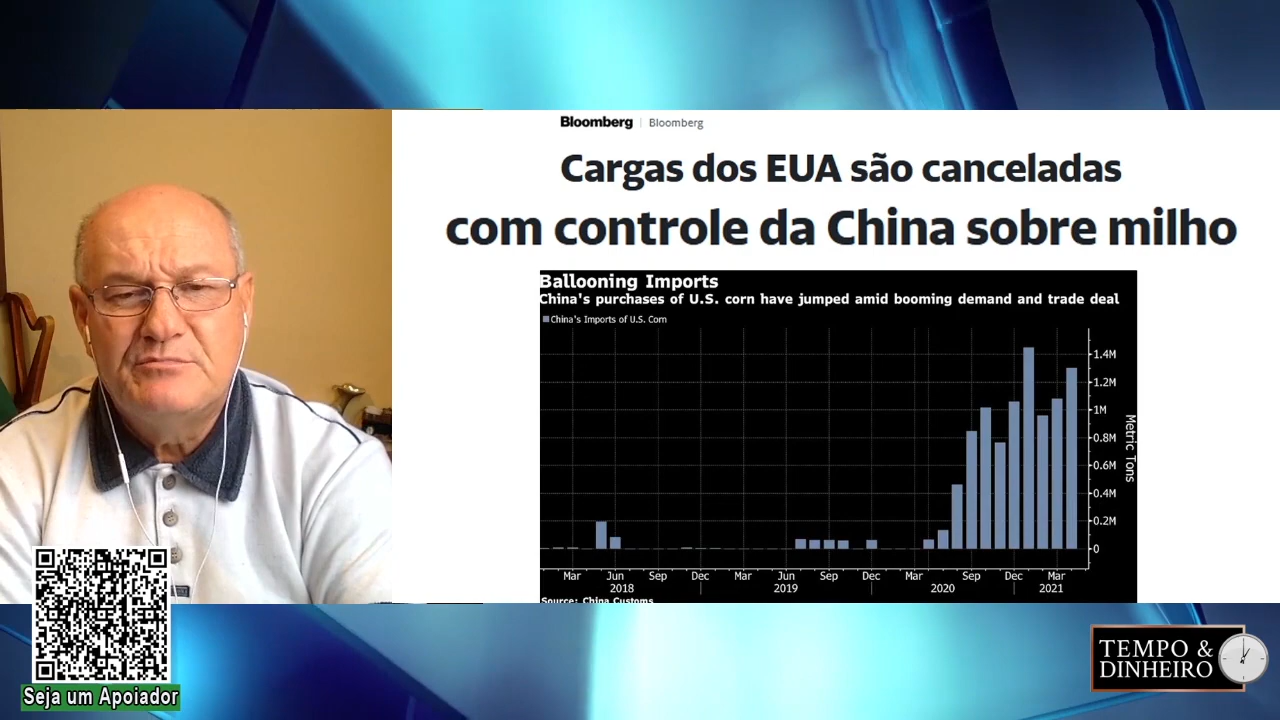 Bloomberg | Bloomberg
Cargas dos EUA são canceladas
com controle da China sobre milho
Ballooning Imports
China's purchases of U.S. corn have jumped amid booming demand and trade deal
China's Imports of U.S. Corn
1.4M
1.2M
1M
0.8M
0.6M
0.4M
0.2M
0
Metric Tons
Mar Jun Sep Dec Mar Jun Sep Dec Mar Sep Dec Mar
2018 2019 2020 2021
Source: China Customs
Seja um Apoiador
TEMPO &
DINHEIRO